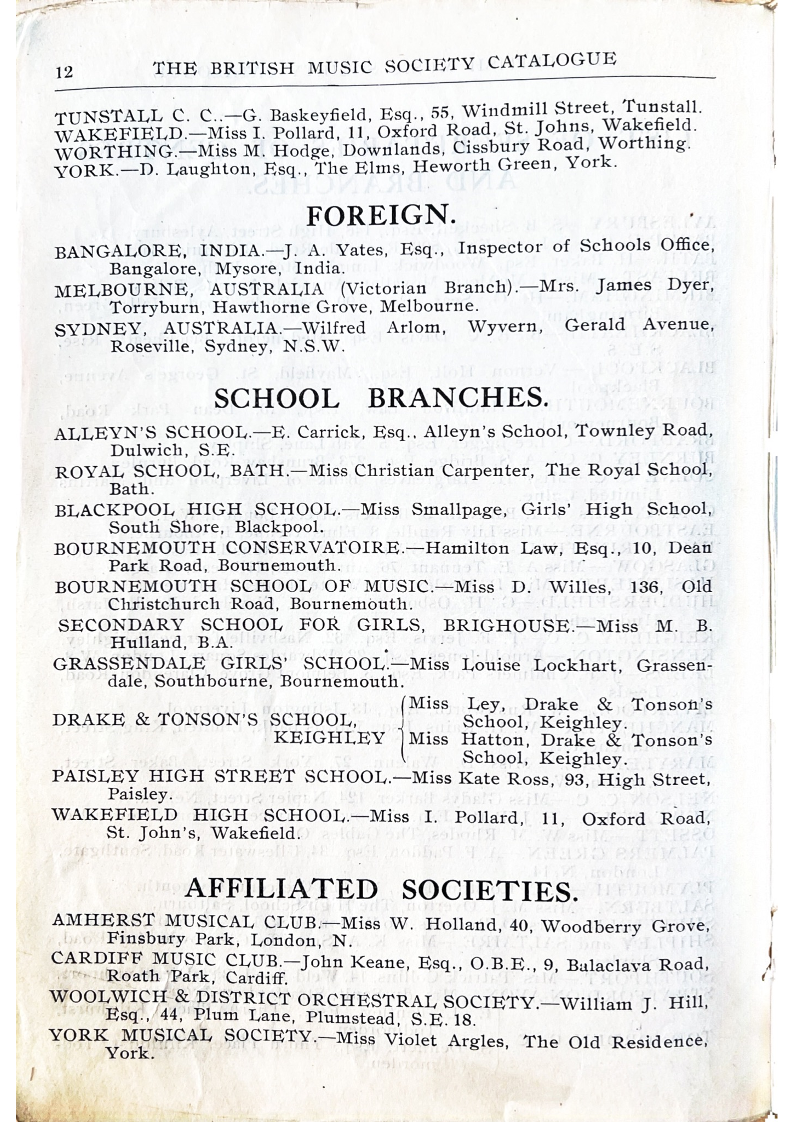 12 THE BRITISH MUSIC SOCIETY CATALOGUE
TUNSTALL C. C..—G. Baskeyfield, Esq., 55, Windmill Street, Tunstall.
WAKEFIELD.—Miss I. Pollard, 11, Oxford Road, St. Johns, Wakefield.
WORTHING.—Miss M. Hodge, Downlands, Cissbury Road, Worthing.
YORK.—D. Laughton, Esq., The Elms, Heworth Green, York.
FOREIGN.
BANGALORE, INDIA.—J. A. Yates, Esq., Inspector of Schools Office,
Bangalore, Mysore, India.
MELBOURNE, AUSTRALIA (Victorian Branch).—Mrs. James Dyer,
Torryburn, Hawthorne Grove, Melbourne.
SYDNEY, AUSTRALIA.—Wilfred Arlom, Wyvern, Gerald Avenue,
Roseville, Sydney, N.S.W.
SCHOOL BRANCHES.
ALLEYN'S SCHOOL.—E. Carrick, Esq., Alleyn's School, Townley Road,
Dulwich, S.E.
ROYAL SCHOOL, BATH.—Miss Christian Carpenter, The Royal School,
Bath.
BLACKPOOL HIGH SCHOOL.—Miss Smallpage, Girls' High School,
South Shore, Blackpool.
BOURNEMOUTH CONSERVATOIRE.—Hamilton Law, Esq., 10, Dean
Park Road, Bournemouth.
BOURNEMOUTH SCHOOL OF MUSIC.—Miss D. Willes, 136, Old
Christchurch Road, Bournemouth.
SECONDARY SCHOOL FOR GIRLS, BRIGHOUSE.—Miss M. B.
Hulland, B.A.
GRASSENDALE GIRLS' SCHOOL.—Miss Louise Lockhart, Grassen-
dale, Southbourne, Bournemouth.
DRAKE & TONSON'S SCHOOL,
KEIGHLEY
Miss Ley, Drake & Tonson's
School, Keighley.
Miss Hatton, Drake & Tonson's
School, Keighley.
PAISLEY HIGH STREET SCHOOL.—Miss Kate Ross, 93, High Street,
Paisley.
WAKEFIELD HIGH SCHOOL.—Miss I. Pollard, 11, Oxford Road,
St. John's, Wakefield.
AFFILIATED SOCIETIES.
AMHERST MUSICAL CLUB.—Miss W. Holland, 40, Woodberry Grove,
Finsbury Park, London, N.
CARDIFF MUSIC CLUB.—John Keane, Esq., O.B.E., 9, Balaclava Road,
Roath Park, Cardiff.
WOOLWICH & DISTRICT ORCHESTRAL SOCIETY.—William J. Hill,
Esq., 44, Plum Lane, Plumstead, S.E. 18.
YORK MUSICAL SOCIETY.—Miss Violet Argles, The Old Residence,
York.